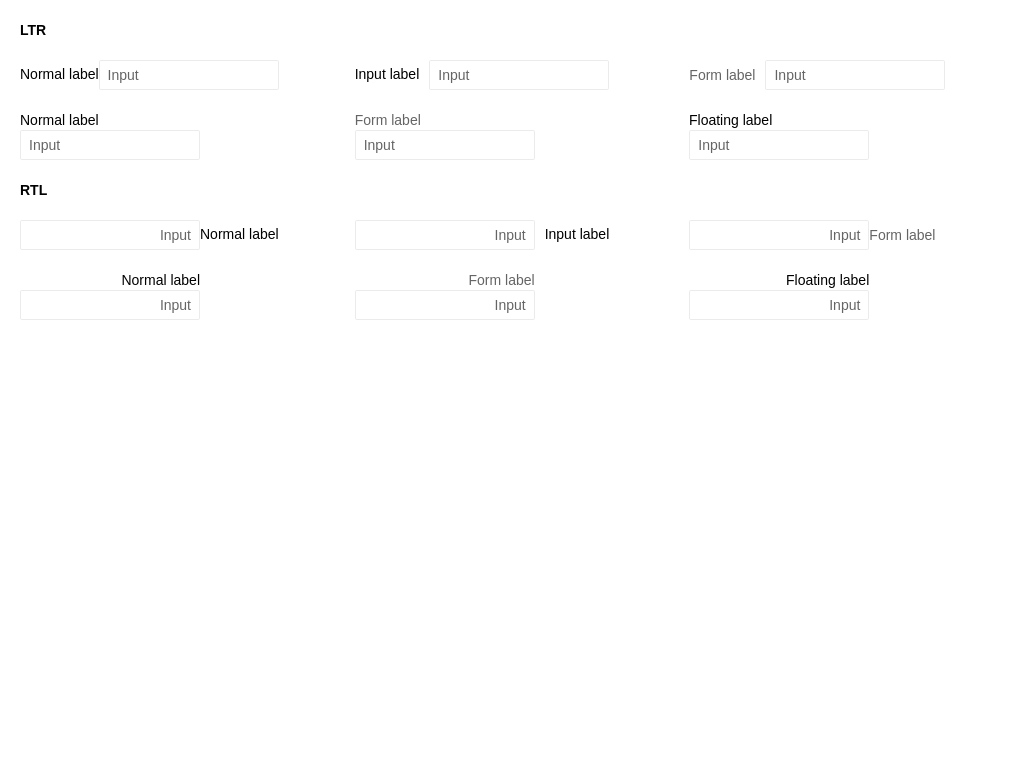 LTR
Normal label Input Input label Input Form label Input
Normal label Form label Floating label
Input Input Input
RTL
Input Normal label Input Input label Input Form label
Normal label Form label Floating label
Input Input Input